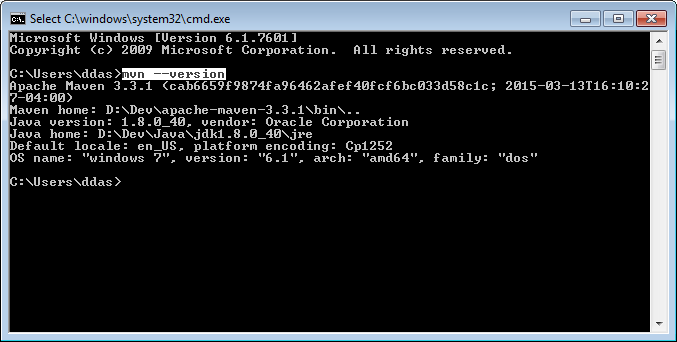 Select C:\windows\system32\cmd.exe
Microsoft Windows [Version 6.1.7601]
Copyright (c) 2009 Microsoft Corporation.  All rights reserved.
C:\Users\ddas>mvn --version
Apache Maven 3.3.1 (cab6659f9874fa96462afef40fcf6bc033d58c1c; 2015-03-13T16:10:2
7-04:00)
Maven home: D:\Dev\apache-maven-3.3.1\bin\..
Java version: 1.8.0_40, vendor: Oracle Corporation
Java home: D:\Dev\Java\jdk1.8.0_40\jre
Default locale: en_US, platform encoding: Cp1252
OS name: "windows 7", version: "6.1", arch: "amd64", family: "dos"
C:\Users\ddas>